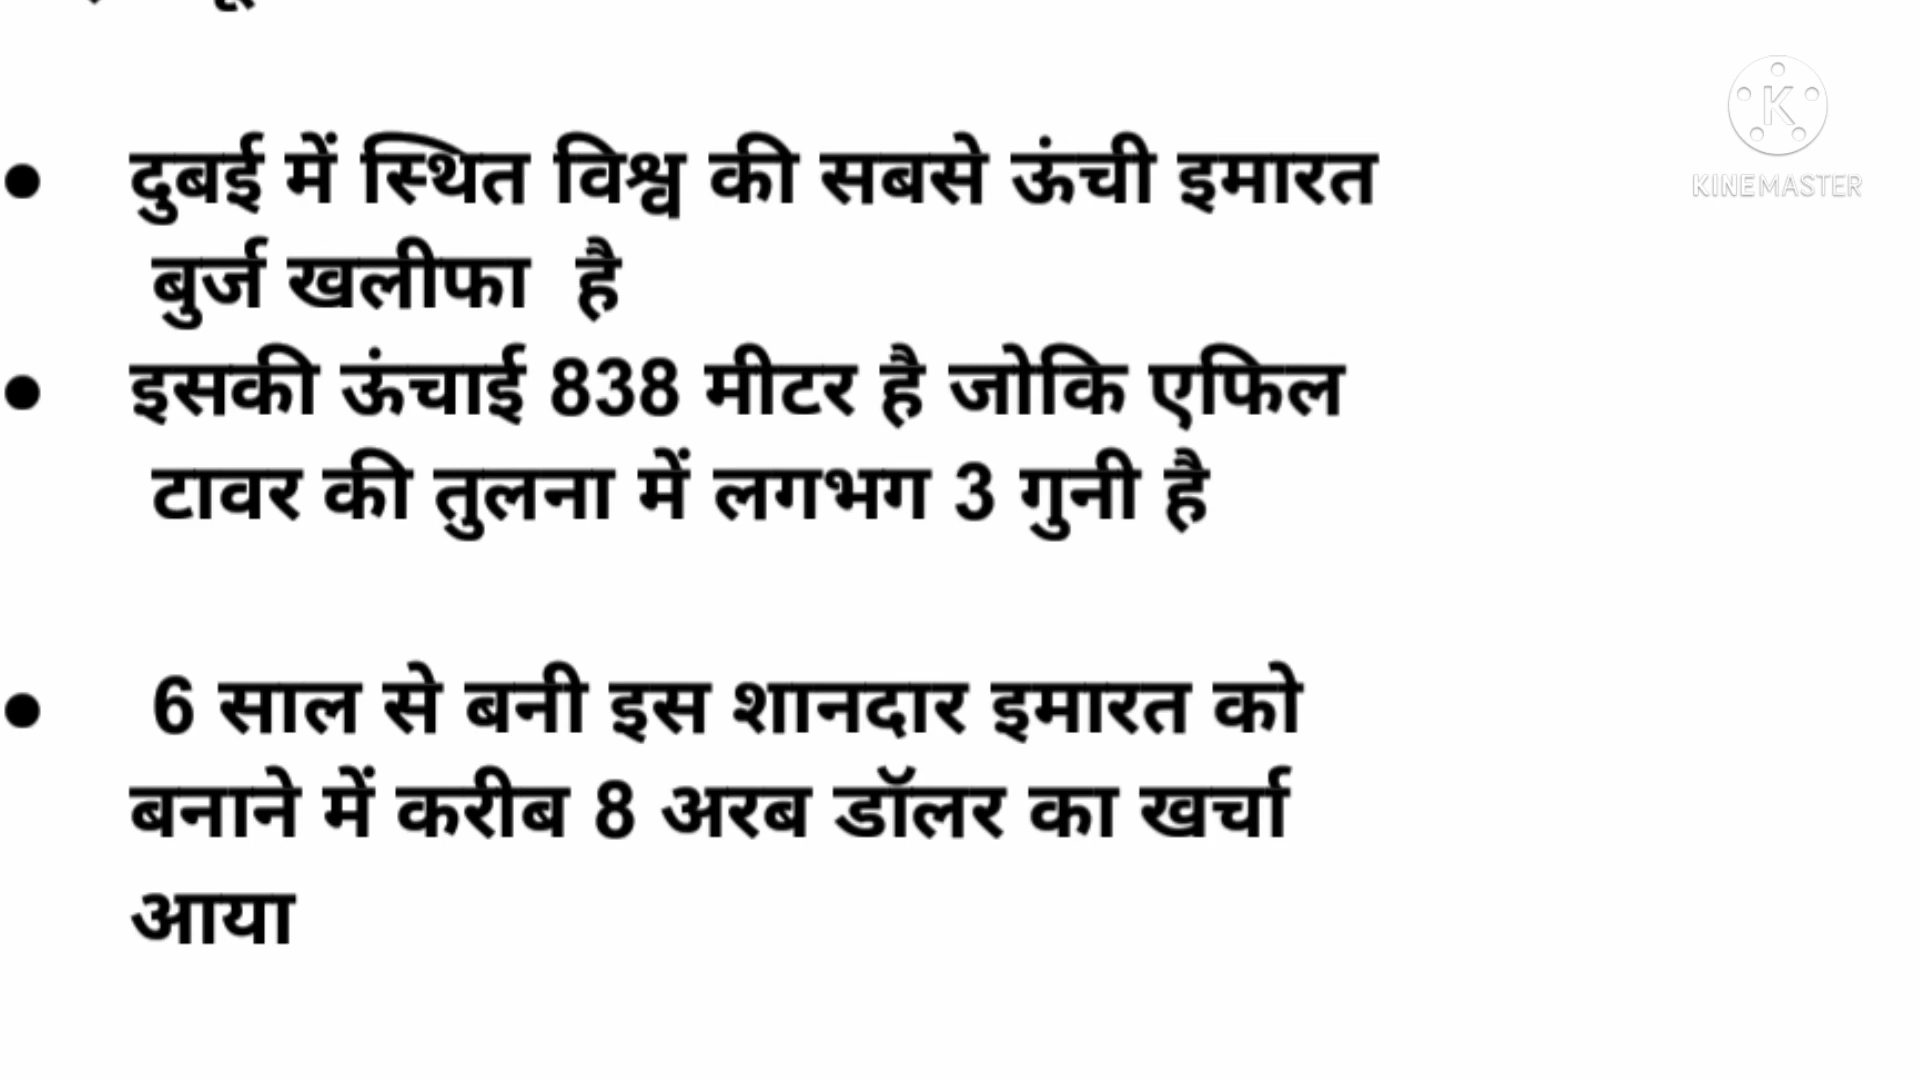 KINEMASTER
• दुबई में स्थित विश्व की सबसे ऊंची इमारत
बुर्ज खलीफा है
• इसकी ऊंचाई 838 मीटर है जोकि एफिल
टावर की तुलना में लगभग 3 गुनी है
• 6 साल से बनी इस शानदार इमारत को
बनाने में करीब 8 अरब डॉलर का खर्चा
आया